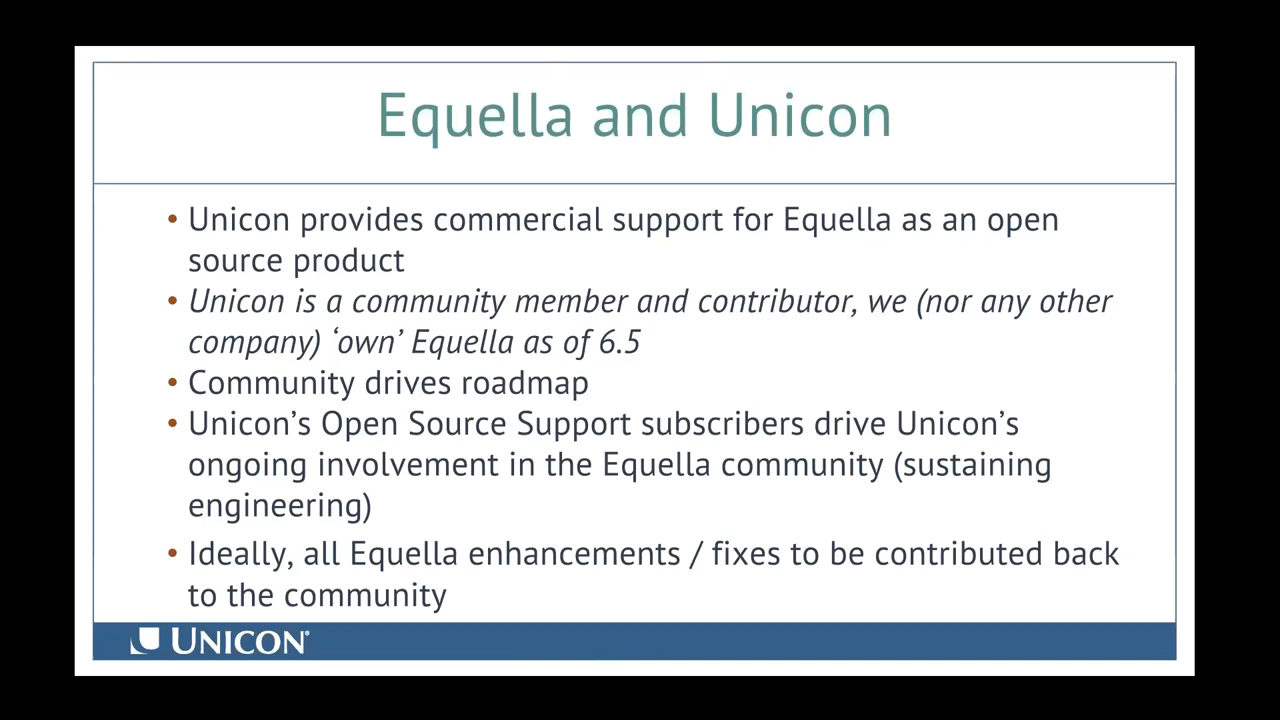 Equella and Unicon
• Unicon provides commercial support for Equella as an open
source product
• Unicon is a community member and contributor, we (nor any other
company) ‘own’ Equella as of 6.5
• Community drives roadmap
• Unicon’s Open Source Support subscribers drive Unicon’s
ongoing involvement in the Equella community (sustaining
engineering)
• Ideally, all Equella enhancements / fixes to be contributed back
to the community
UNICON®